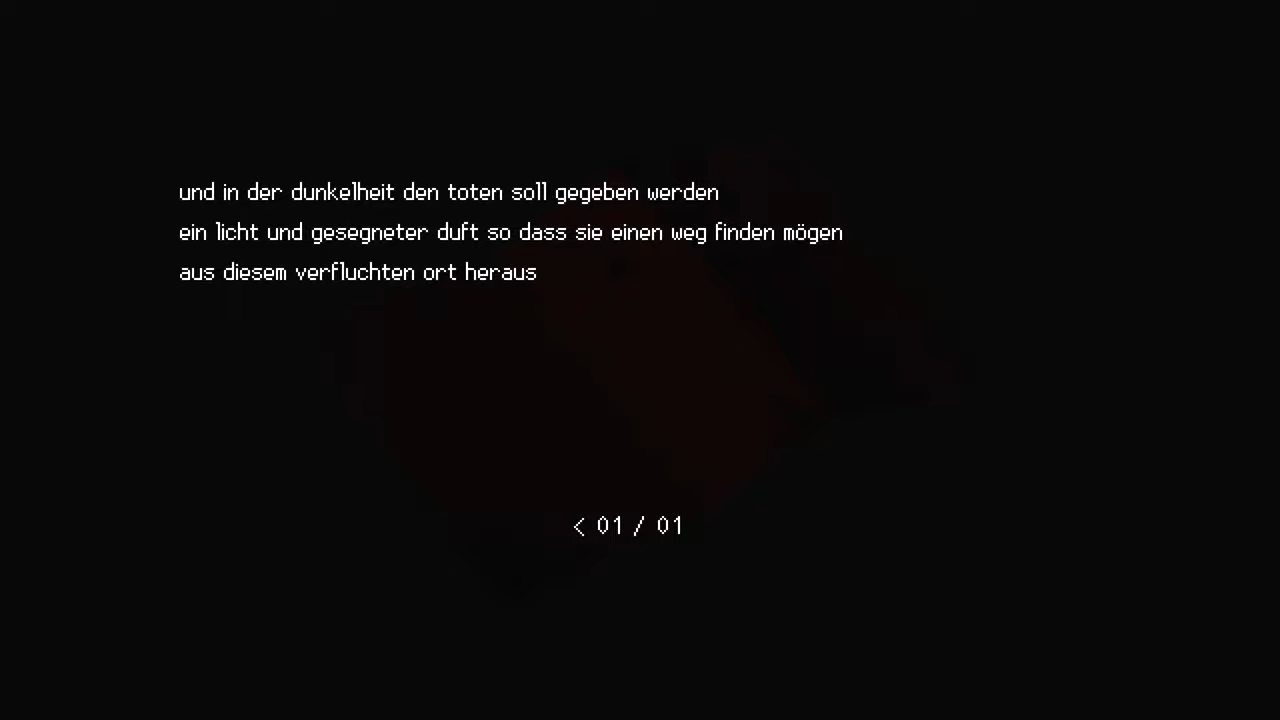 und in der dunkelheit den toten soll gegeben werden
ein licht und gesegneter duft so dass sie einen weg finden mögen
aus diesem verfluchten ort heraus
< 01 / 01